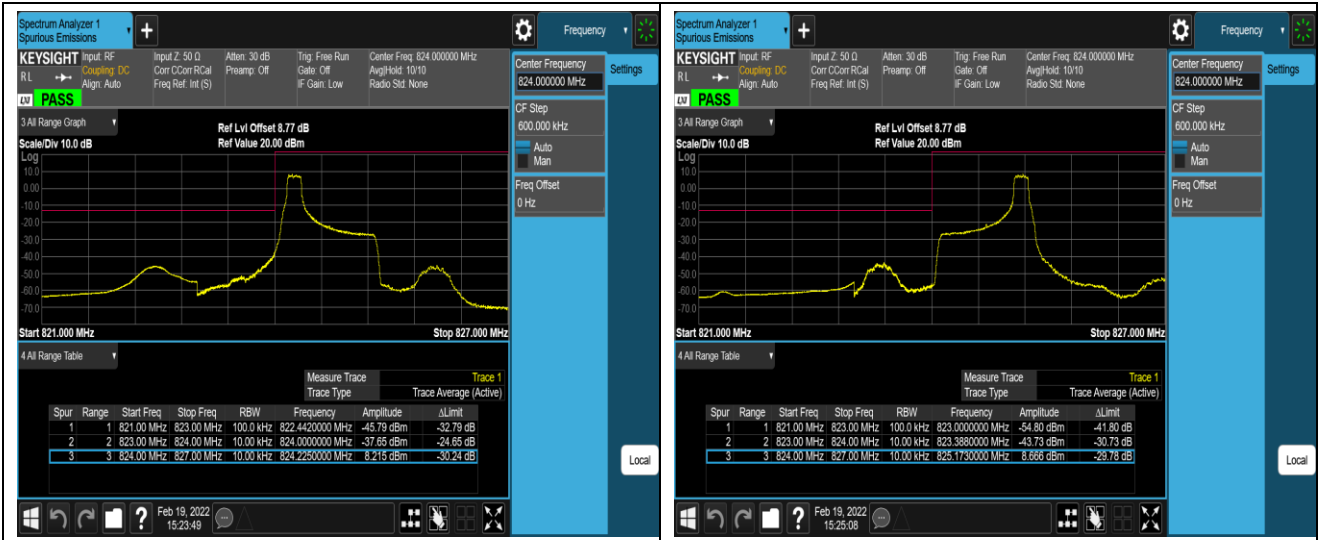 Spectrum Analyzer 1
Spurious Emissions
Frequency
KEYSIGHT
R L
LXI
PASS
Input: RF
Coupling: DC
Align: Auto
Input Z: 50 Ω
Corr CCorr RCal
Freq Ref: Int (S)
Atten: 30 dB
Preamp: Off
Trig: Free Run
Gate: Off
IF Gain: Low
Center Freq: 824.000000 MHz
Avg|Hold: 10/10
Radio Std: None
Center Frequency
824.000000 MHz
Settings
CF Step
600.000 kHz
Auto
Man
Freq Offset
0 Hz
3 All Range Graph
Scale/Div 10.0 dB
Ref Lvl Offset 8.77 dB
Ref Value 20.00 dBm
Log
10.0
0.00
-10.0
-20.0
-30.0
-40.0
-50.0
-60.0
-70.0
Start 821.000 MHz
Stop 827.000 MHz
4 All Range Table
Measure Trace Trace 1
Trace Type Trace Average (Active)
Spur Range Start Freq Stop Freq RBW Frequency Amplitude ΔLimit
1 1 821.00 MHz 823.00 MHz 100.0 kHz 822.4420000 MHz -45.79 dBm -32.79 dB
2 2 823.00 MHz 824.00 MHz 10.00 kHz 824.0000000 MHz -37.65 dBm -24.65 dB
3 3 824.00 MHz 827.00 MHz 10.00 kHz 824.2250000 MHz 8.215 dBm -30.24 dB
Local
?
Feb 19, 2022
15:23:49
Spectrum Analyzer 1
Spurious Emissions
Frequency
KEYSIGHT
R L
LXI
PASS
Input: RF
Coupling: DC
Align: Auto
Input Z: 50 Ω
Corr CCorr RCal
Freq Ref: Int (S)
Atten: 30 dB
Preamp: Off
Trig: Free Run
Gate: Off
IF Gain: Low
Center Freq: 824.000000 MHz
Avg|Hold: 10/10
Radio Std: None
Center Frequency
824.000000 MHz
Settings
CF Step
600.000 kHz
Auto
Man
Freq Offset
0 Hz
3 All Range Graph
Scale/Div 10.0 dB
Ref Lvl Offset 8.77 dB
Ref Value 20.00 dBm
Log
10.0
0.00
-10.0
-20.0
-30.0
-40.0
-50.0
-60.0
-70.0
Start 821.000 MHz
Stop 827.000 MHz
4 All Range Table
Measure Trace Trace 1
Trace Type Trace Average (Active)
Spur Range Start Freq Stop Freq RBW Frequency Amplitude ΔLimit
1 1 821.00 MHz 823.00 MHz 100.0 kHz 823.0000000 MHz -54.80 dBm -41.80 dB
2 2 823.00 MHz 824.00 MHz 10.00 kHz 823.3880000 MHz -43.73 dBm -30.73 dB
3 3 824.00 MHz 827.00 MHz 10.00 kHz 825.1730000 MHz 8.666 dBm -29.78 dB
Local
?
Feb 19, 2022
15:25:08